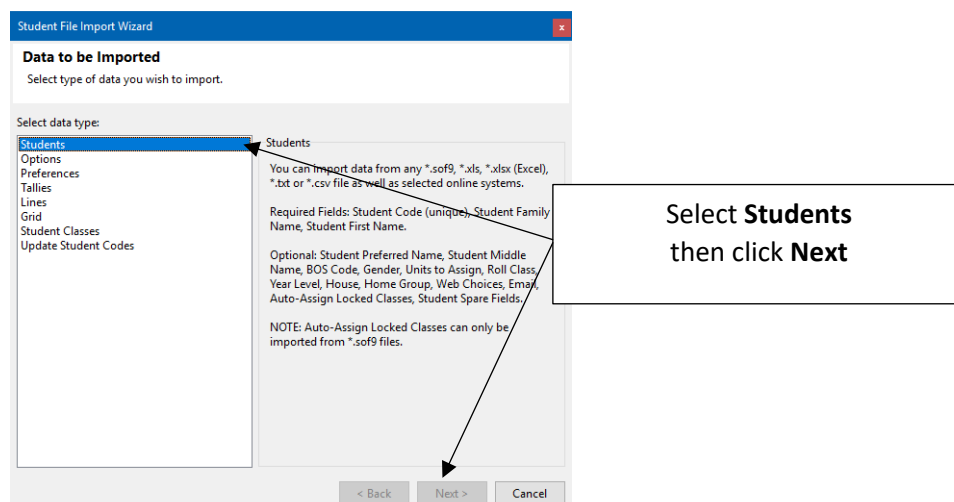 Student File Import Wizard
x
Data to be Imported
Select type of data you wish to import.
Select data type:
Students
Options
Preferences
Tallies
Lines
Grid
Student Classes
Update Student Codes
Students
You can import data from any *.sof9, *.xls, *.xlsx (Excel),
*.txt or *.csv file as well as selected online systems.
Required Fields: Student Code (unique), Student Family
Name, Student First Name.
Optional: Student Preferred Name, Student Middle
Name, BOS Code, Gender, Units to Assign, Roll Class,
Year Level, House, Home Group, Web Choices, Email,
Auto-Assign Locked Classes, Student Spare Fields.
NOTE: Auto-Assign Locked Classes can only be
imported from *.sof9 files.
Select Students
then click Next
< Back Next > Cancel